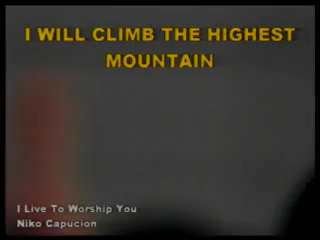 I WILL CLIMB THE HIGHEST
MOUNTAIN
I Live To Worship You
Niko Capucion